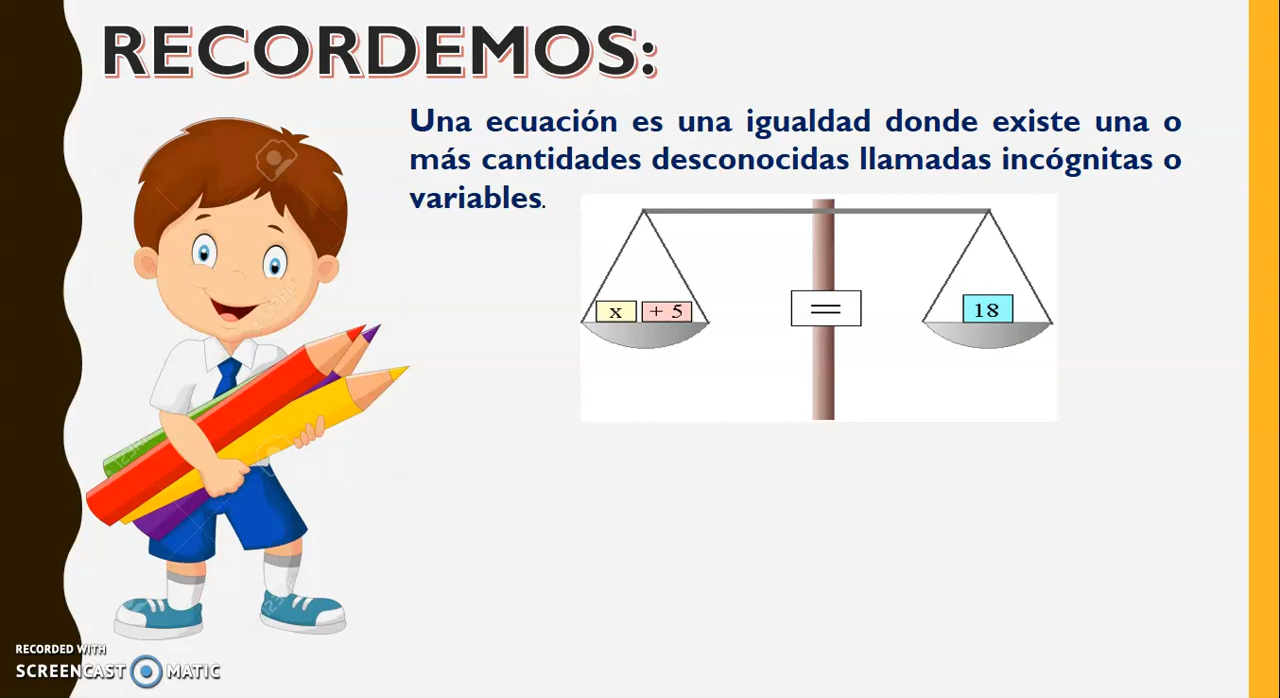 RECORDEMOS:
Una ecuación es una igualdad donde existe una o
más cantidades desconocidas llamadas incógnitas o
variables.
x + 5 = 18
RECORDED WITH
SCREENCAST MATIC